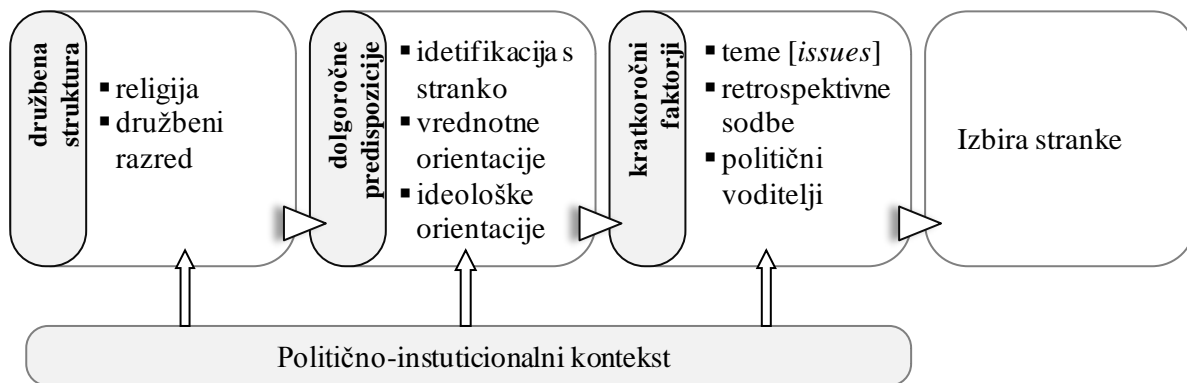 družbena
struktura
▪ religija
▪ družbeni
razred
dolgoročne
predispozicije
▪ idetifikacija s
stranko
▪ vrednotne
orientacije
▪ ideološke
orientacije
kratkoročni
faktorji
▪ teme [issues]
▪ retrospektivne
sodbe
▪ politični
voditelji
Izbira stranke
Politično-instuticionalni kontekst